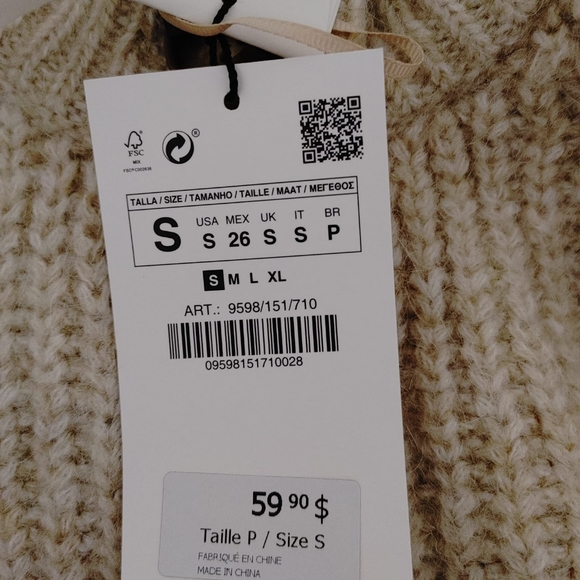 FSC
MIX
®
TALLA / SIZE / TAMANHO / TAILLE / MAAT / ΜΕΓΕΘΟΣ
S
USA MEX UK IT BR
S 26 S S P
S M L XL
ART.: 9598/151/710
09598151710028
59 90 $
Taille P / Size S
FABRIQUÉ EN CHINE
MADE IN CHINA